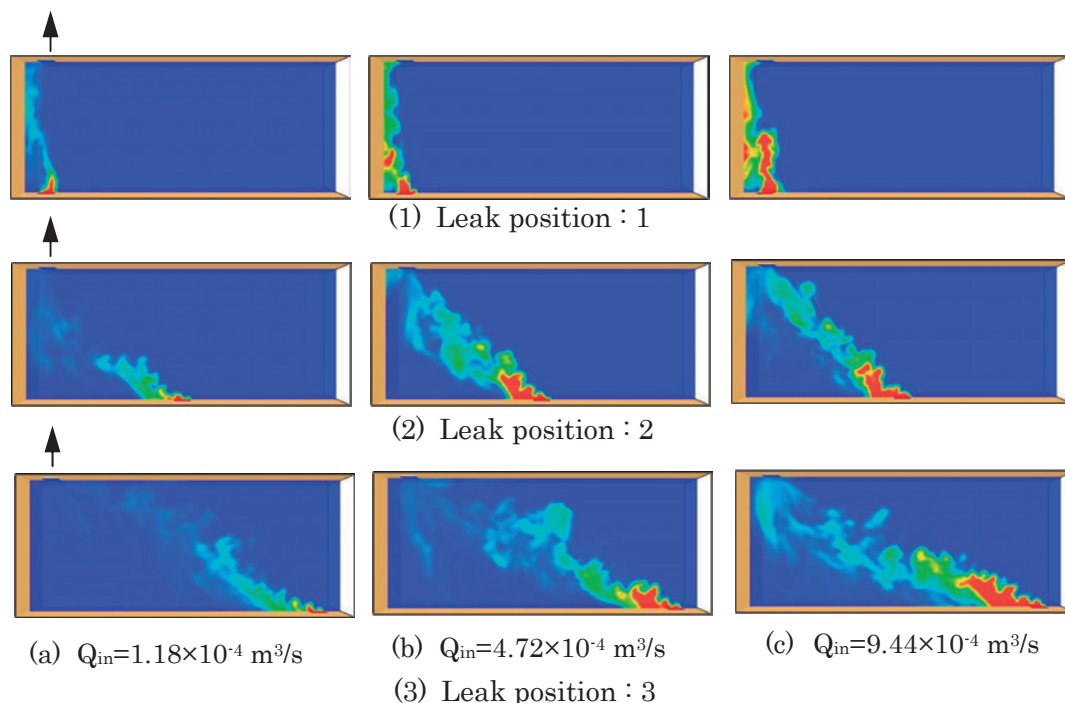 (1) Leak position : 1
(2) Leak position : 2
(a) Qin=1.18×10-4 m3/s
(b) Qin=4.72×10-4 m3/s
(c) Qin=9.44×10-4 m3/s
(3) Leak position : 3